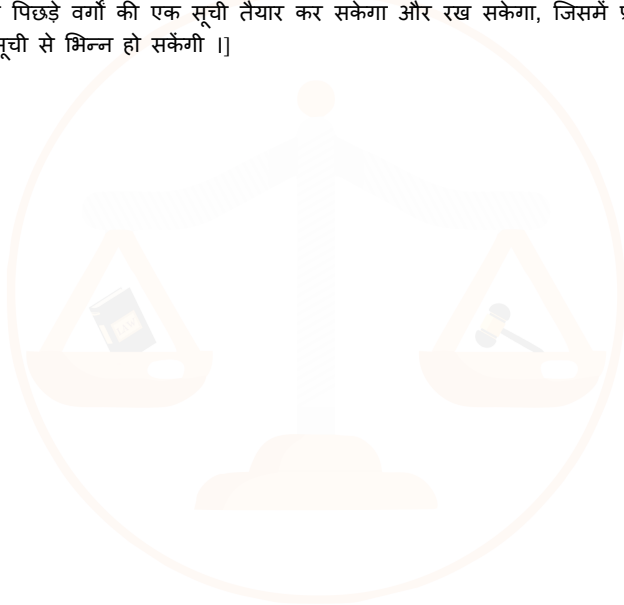 पिछड़े वर्गों की एक सूची तैयार कर सकेगा और रख सकेगा, जिसमें
से भिन्न हो सकेंगी ।]